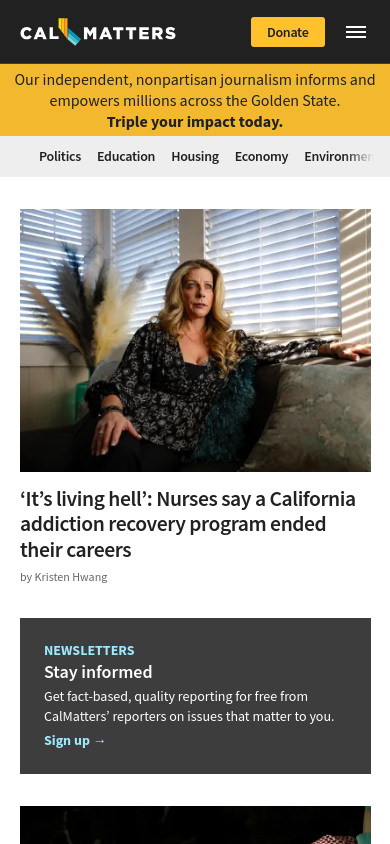 CALMATTERS
Donate
Our independent, nonpartisan journalism informs and
empowers millions across the Golden State.
Triple your impact today.
Politics Education Housing Economy Environmen
‘It’s living hell’: Nurses say a California
addiction recovery program ended
their careers
by Kristen Hwang
NEWSLETTERS
Stay informed
Get fact-based, quality reporting for free from
CalMatters’ reporters on issues that matter to you.
Sign up →